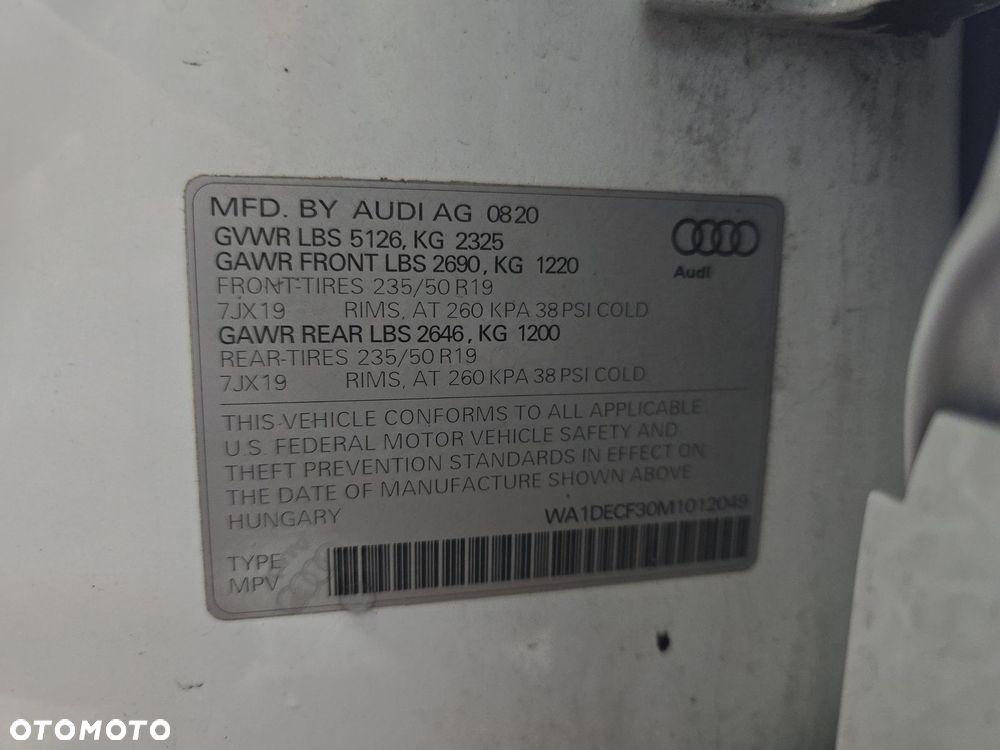 MFD. BY AUDI AG 0820
GVWR LBS 5126, KG 2325
GAWR FRONT LBS 2690, KG 1220
FRONT-TIRES 235/50 R19
7JX19 RIMS, AT 260 KPA 38 PSI COLD
GAWR REAR LBS 2646, KG 1200
REAR-TIRES 235/50 R19
7JX19 RIMS, AT 260 KPA 38 PSI COLD
Audi
THIS VEHICLE CONFORMS TO ALL APPLICABLE
U.S. FEDERAL MOTOR VEHICLE SAFETY AND
THEFT PREVENTION STANDARDS IN EFFECT ON
THE DATE OF MANUFACTURE SHOWN ABOVE
HUNGARY WA1DECF30M1012049
TYPE
MPV
OTOMOTO